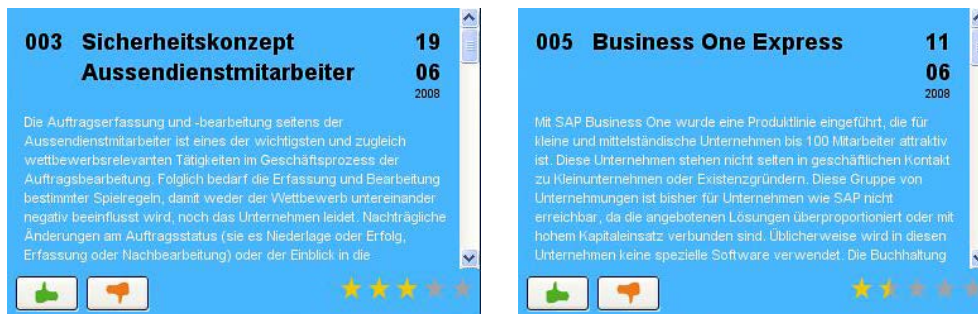 003 Sicherheitskonzept 19
Aussendienstmitarbeiter 06
2008
Die Auftragserfassung und -bearbeitung seitens der
Aussendienstmitarbeiter ist eines der wichtigsten und zugleich
wettbewerbsrelevanten Tätigkeiten im Geschäftsprozess der
Auftragsbearbeitung. Folglich bedarf die Erfassung und Bearbeitung
bestimmter Spielregeln, damit weder der Wettbewerb untereinander
negativ beeinflusst wird, noch das Unternehmen leidet. Nachträgliche
Änderungen am Auftragsstatus (sie es Niederlage oder Erfolg,
Erfassung oder Nachbearbeitung) oder der Einblick in die
005 Business One Express 11
06
2008
Mit SAP Business One wurde eine Produktlinie eingeführt, die für
kleine und mittelständische Unternehmen bis 100 Mitarbeiter attraktiv
ist. Diese Unternehmen stehen nicht selten in geschäftlichen Kontakt
zu Kleinunternehmen oder Existenzgründern. Diese Gruppe von
Unternehmungen ist bisher für Unternehmen wie SAP nicht
erreichbar, da die angebotenen Lösungen überproportioniert oder mit
hohem Kapitaleinsatz verbunden sind. Üblicherweise wird in diesen
Unternehmen keine spezielle Software verwendet. Die Buchhaltung